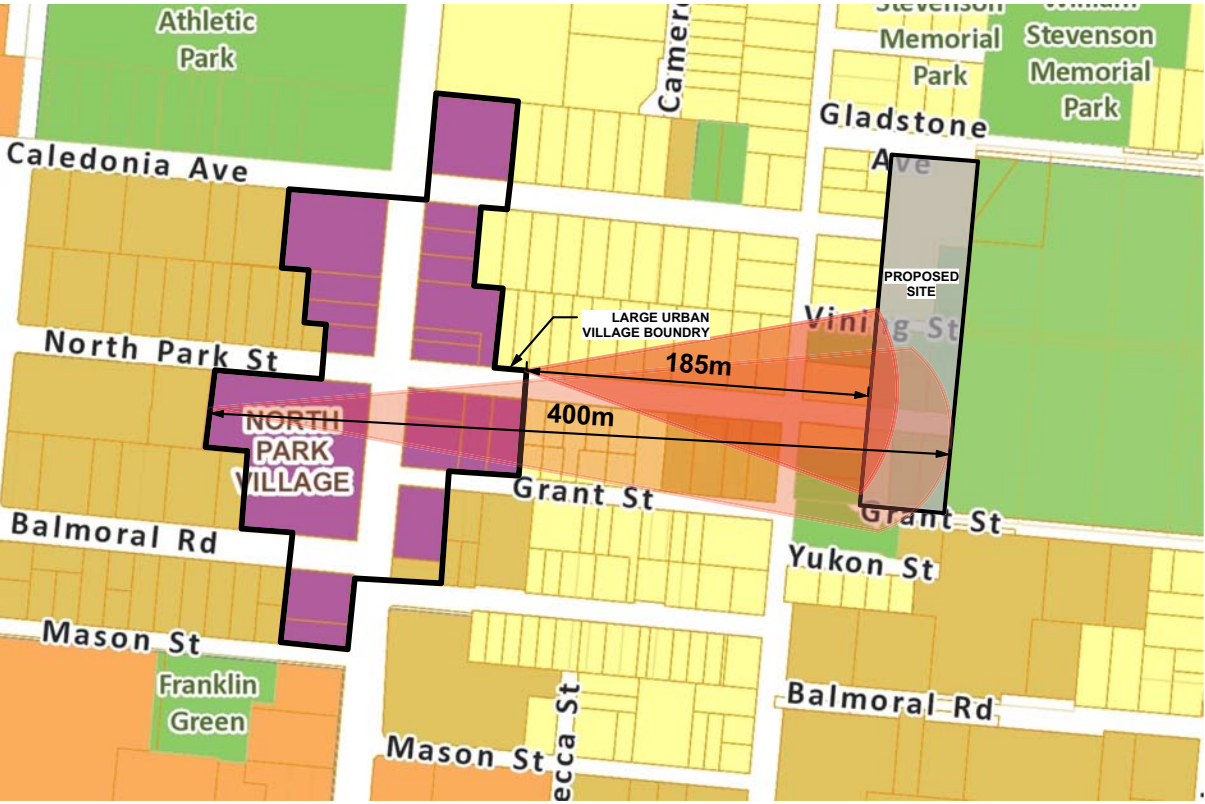 Athletic
Park
Stevenson
Memorial
Park
William
Stevenson
Memorial
Park
Gladstone
Ave
Caledonia Ave
PROPOSED
SITE
LARGE URBAN
VILLAGE BOUNDRY
Vining St
North Park St
185m
400m
NORTH
PARK
VILLAGE
Grant St
Grant St
Balmoral Rd
Yukon St
Mason St
Franklin
Green
Balmoral Rd
Mason St